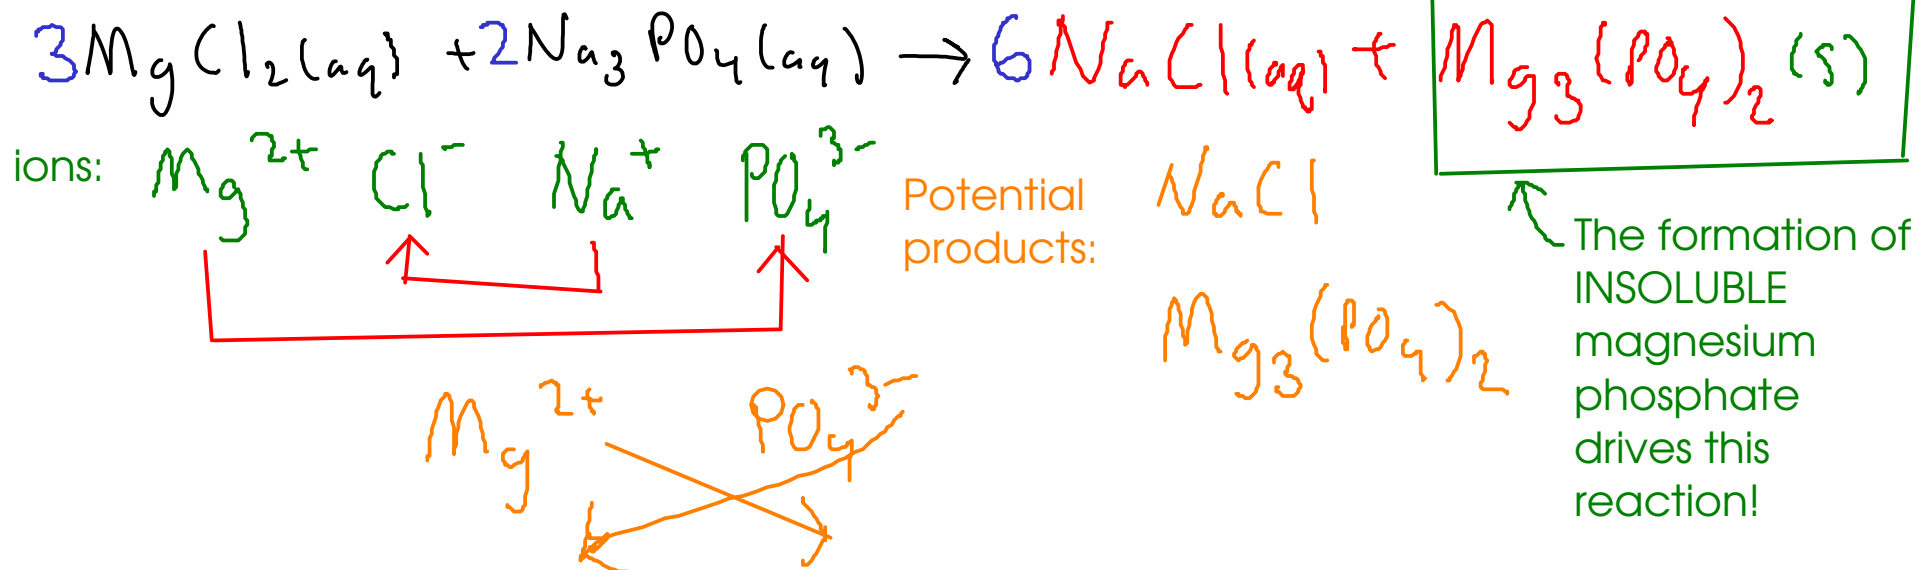 3MgCl₂(aq) + 2Na₃PO₄(aq) → 6NaCl(aq) + Mg₃(PO₄)₂(s)
ions: Mg²⁺ Cl⁻ Na⁺ PO₄³⁻
Potential
products:
NaCl
Mg₃(PO₄)₂
The formation of
INSOLUBLE
magnesium
phosphate
drives this
reaction!
Mg²⁺ PO₄³⁻